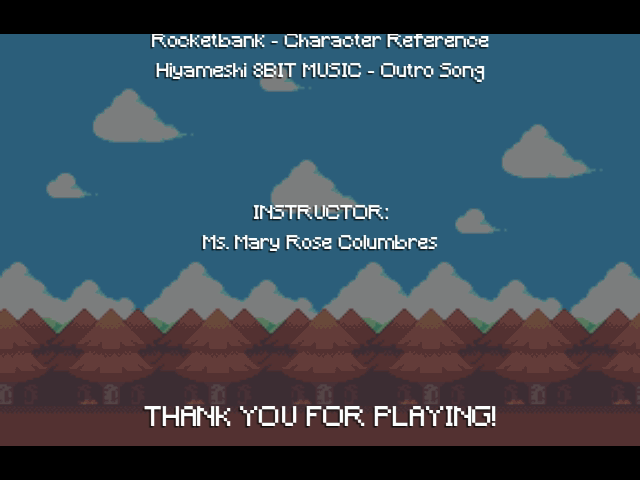 Rocketbank - Character Reference
Hiyameshi 8BIT MUSIC - Outro Song
INSTRUCTOR:
Ms. Mary Rose Columbres
THANK YOU FOR PLAYING!